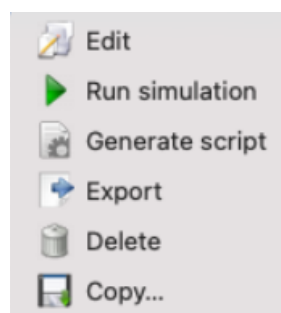 Edit
Run simulation
Generate script
Export
Delete
Copy...